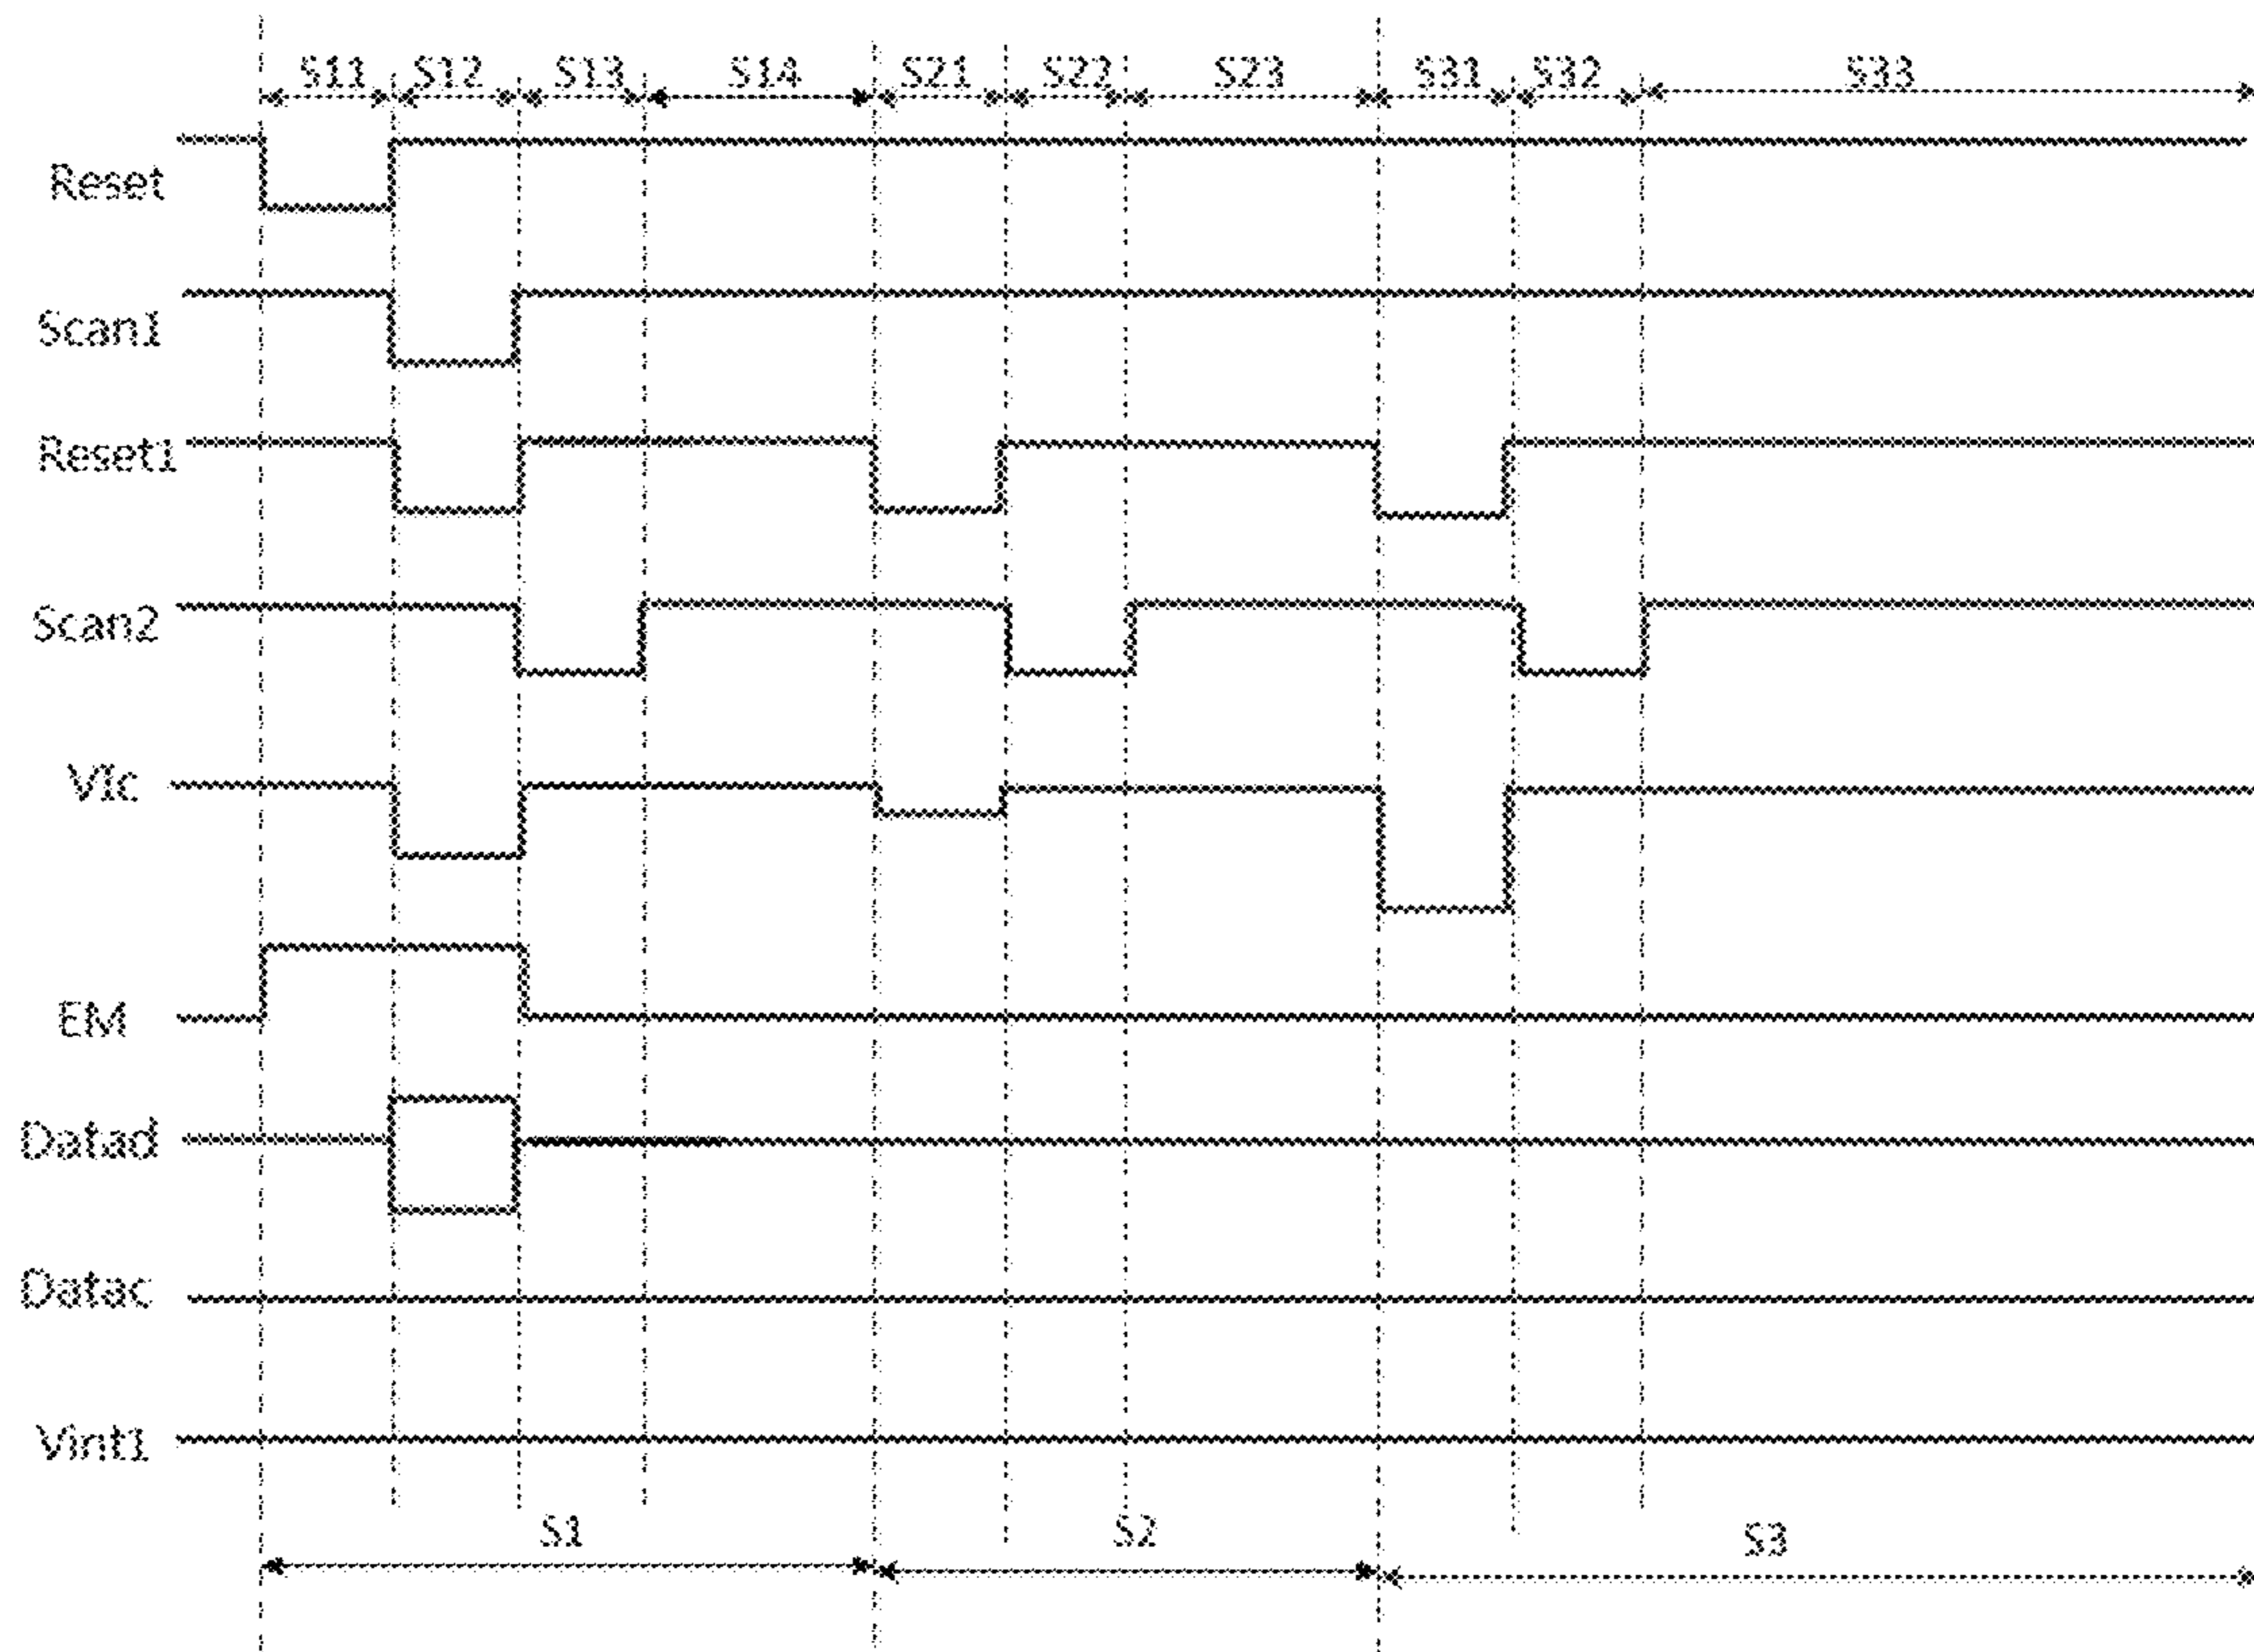 S11 S12 S13 S14 S21 S22 S23 S31 S32 S33
Reset
Scan1
Reset1
Scan2
VIc
EM
Datad
Datac
Vint1
S1 S2 S3